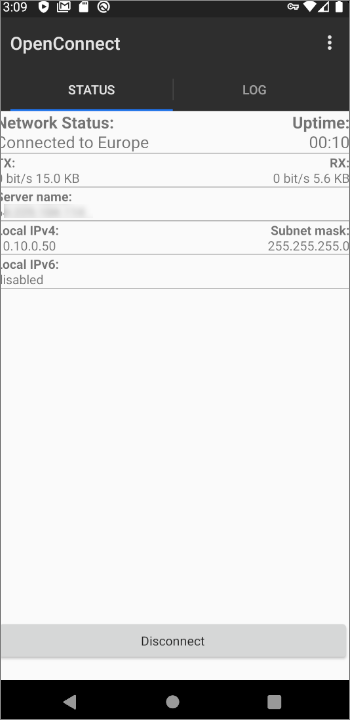 3:09
OpenConnect
STATUS LOG
Network Status: Uptime:
Connected to Europe 00:10
TX: RX:
0 bit/s 15.0 KB 0 bit/s 5.6 KB
Server name:
Local IPv4: Subnet mask:
10.10.0.50 255.255.255.0
Local IPv6:
disabled
Disconnect